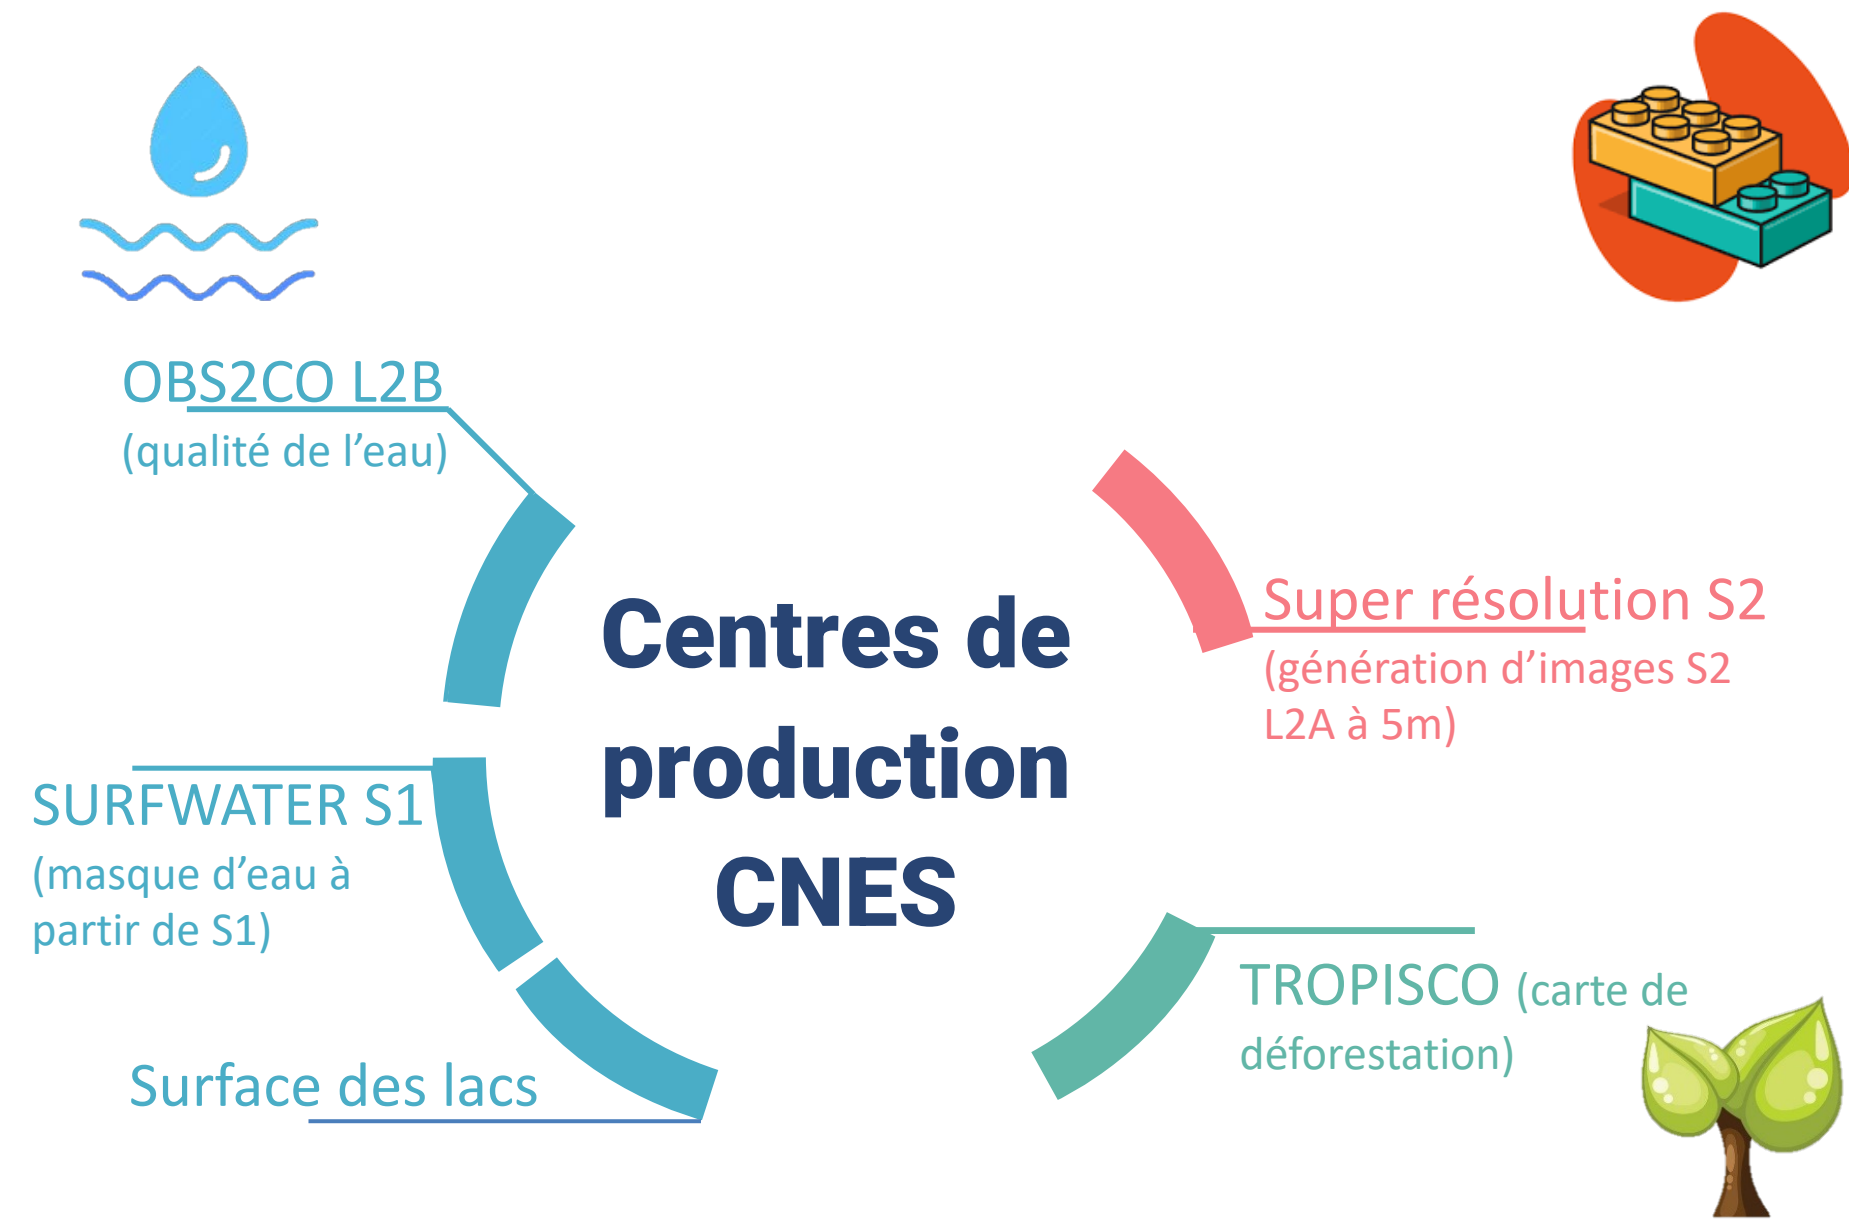 OBS2CO L2B
(qualité de l’eau)
SURFWATER S1
(masque d’eau à
partir de S1)
Surface des lacs
Centres de
production
CNES
Super résolution S2
(génération d’images S2
L2A à 5m)
TROPISCO (carte de
déforestation)